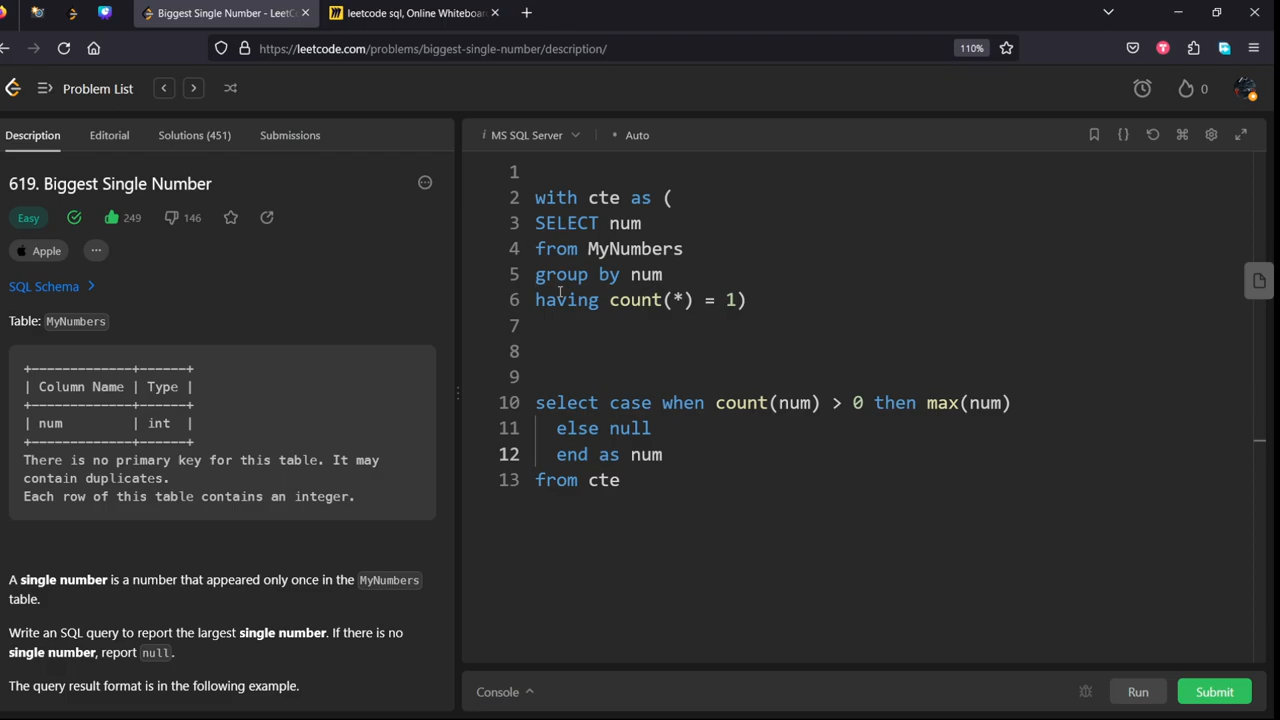 Biggest Single Number - LeetC
leetcode sql, Online Whiteboard
https://leetcode.com/problems/biggest-single-number/description/
110%
Problem List
0
Description
Editorial
Solutions (451)
Submissions
MS SQL Server
Auto
619. Biggest Single Number
Easy
249
146
Apple
SQL Schema
Table: MyNumbers
+-------------+------+
| Column Name | Type |
+-------------+------+
| num         | int  |
+-------------+------+
There is no primary key for this table. It may
contain duplicates.
Each row of this table contains an integer.
A single number is a number that appeared only once in the MyNumbers
table.
Write an SQL query to report the largest single number. If there is no
single number, report null.
The query result format is in the following example.
1
2 with cte as (
3 SELECT num
4 from MyNumbers
5 group by num
6 having count(*) = 1)
7
8
9
10 select case when count(num) > 0 then max(num)
11 else null
12 end as num
13 from cte
Console
Run
Submit